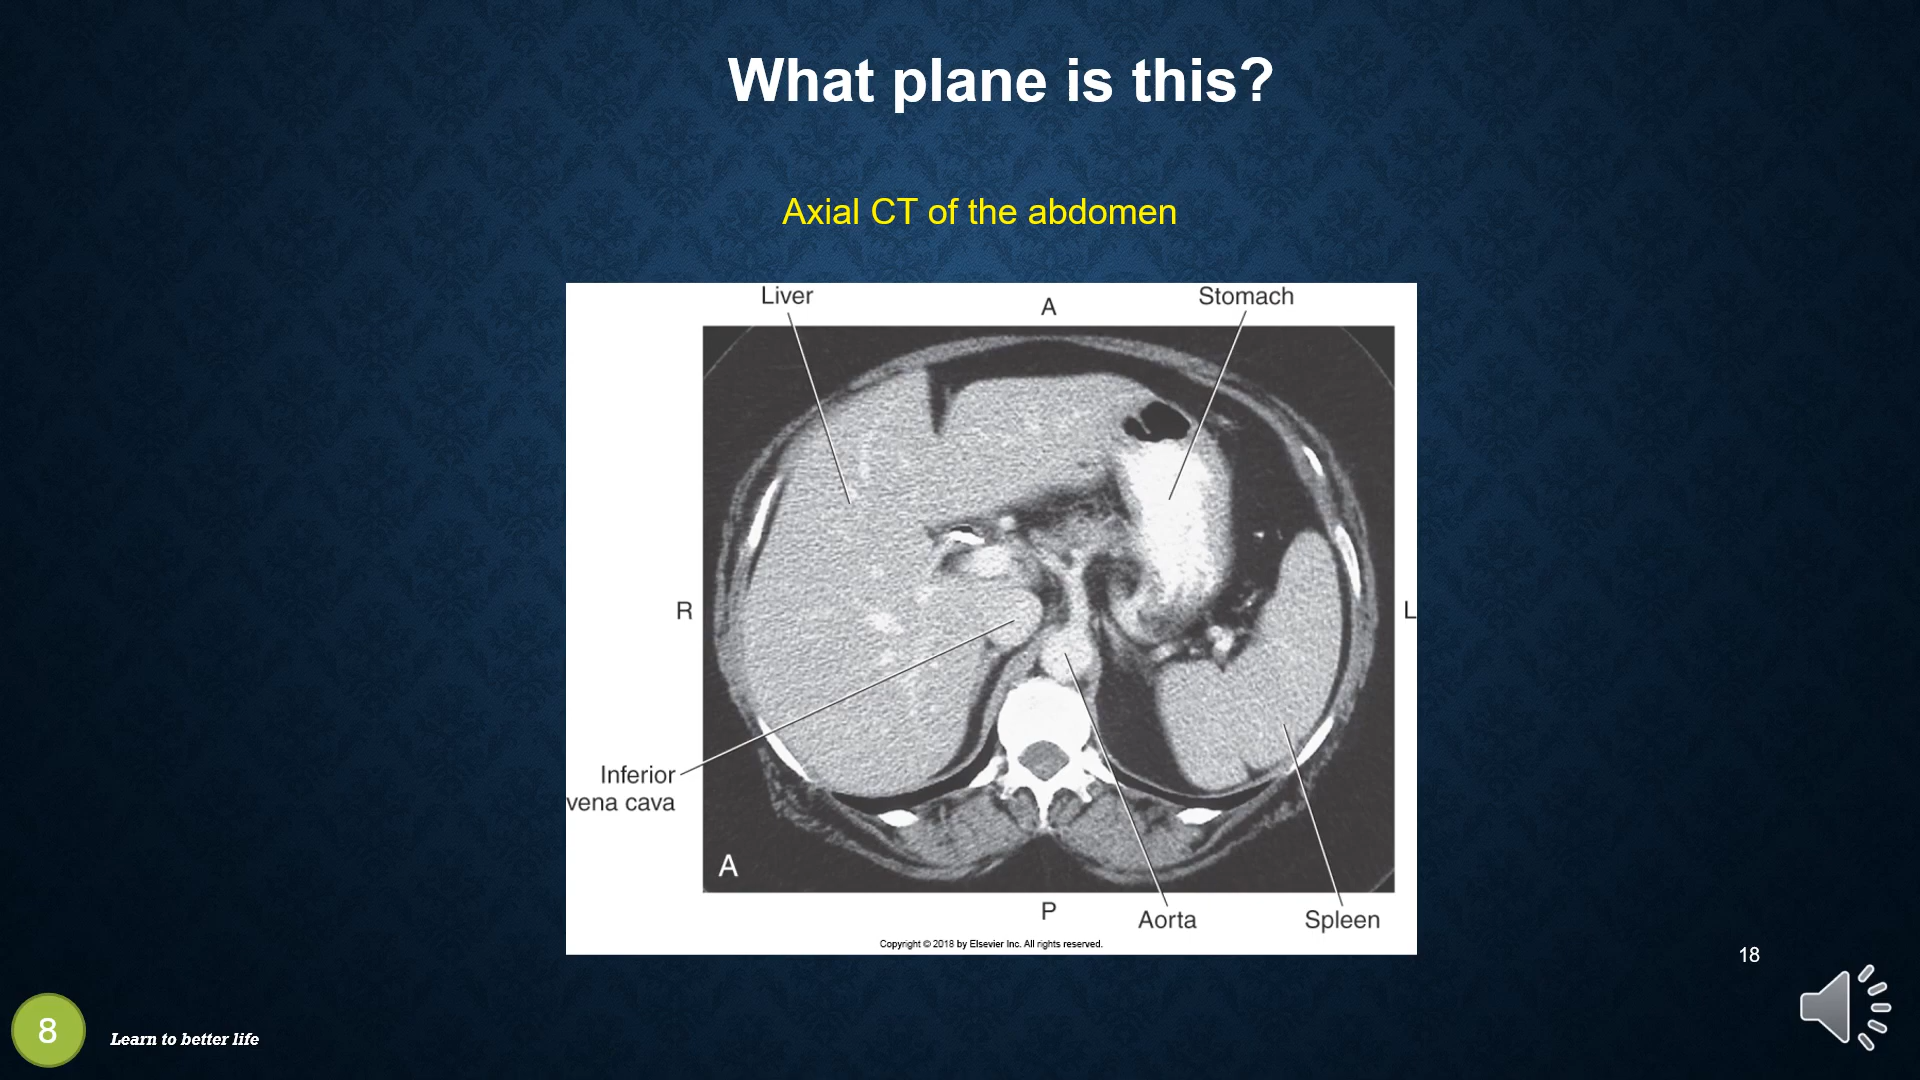 What plane is this?
Axial CT of the abdomen
Liver
A
Stomach
R
L
Inferior
vena cava
A
P
Aorta
Spleen
Copyright © 2018 by Elsevier Inc. All rights reserved.
18
8
Learn to better life